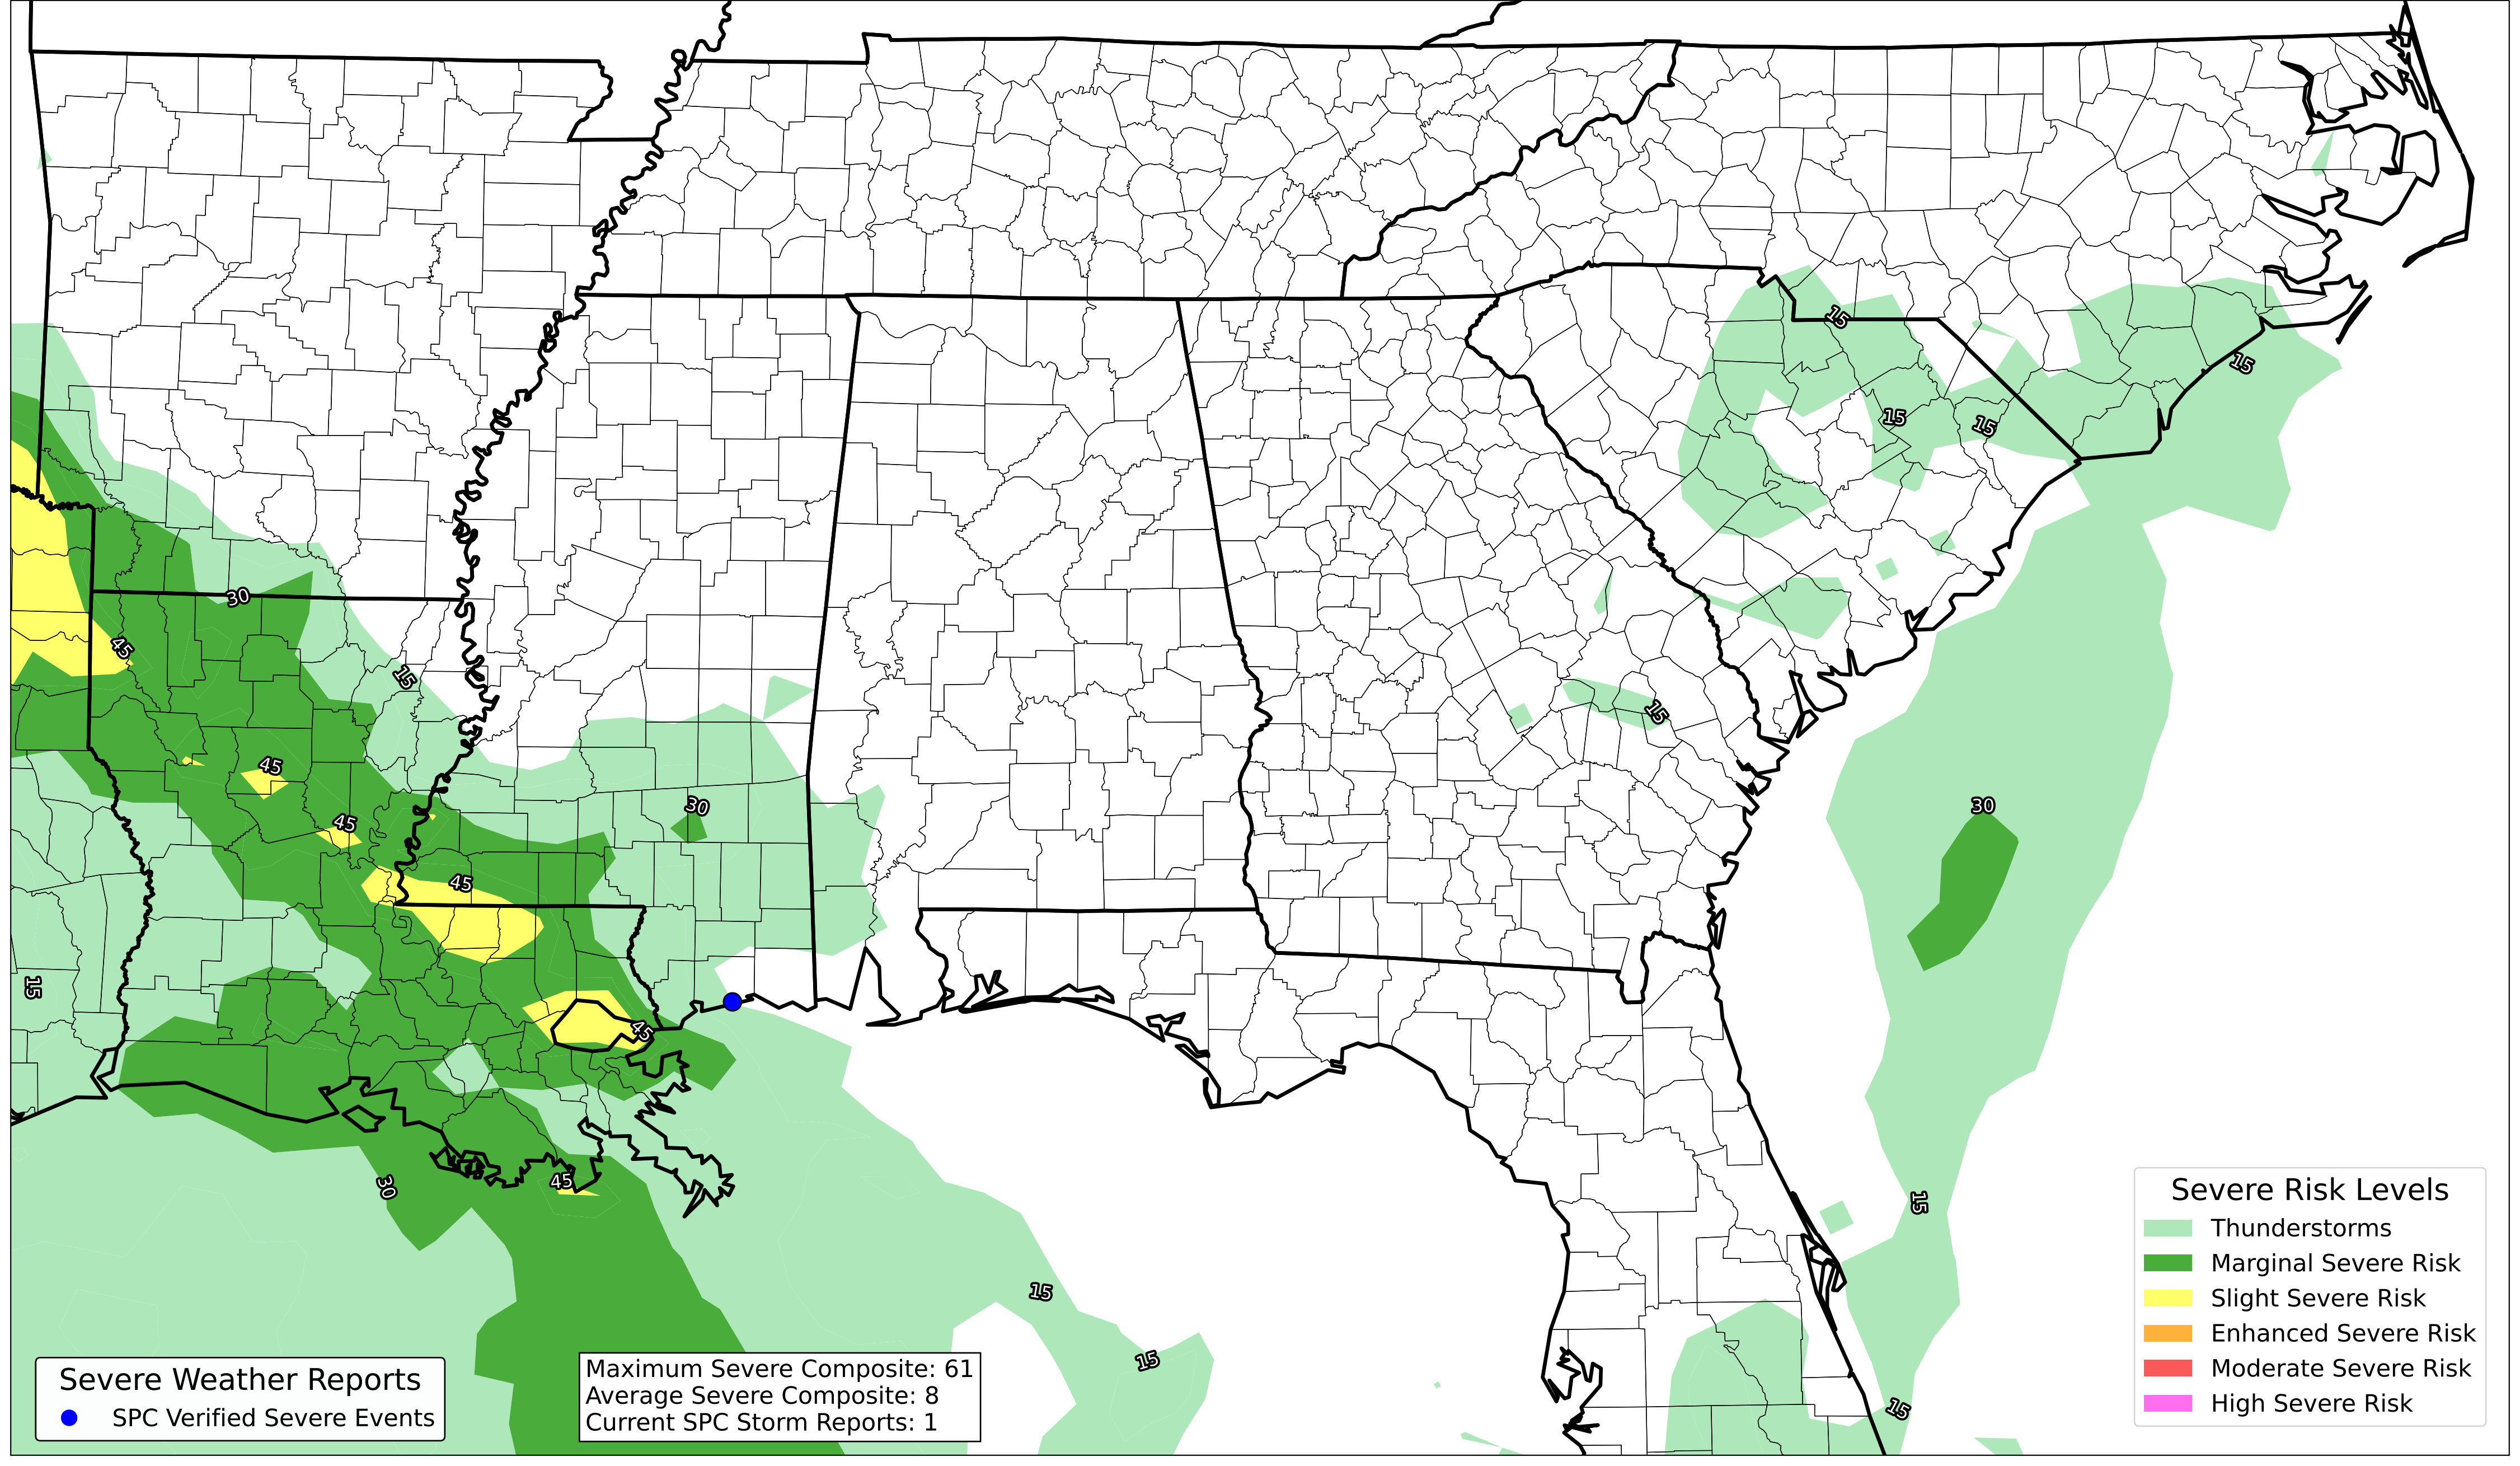 15
15
15
15
30
45
15
15
45
30
30
45
45
15
45
30
45
15
15
15
15
Severe Risk Levels
Thunderstorms
Marginal Severe Risk
Slight Severe Risk
Enhanced Severe Risk
Moderate Severe Risk
High Severe Risk
Severe Weather Reports
SPC Verified Severe Events
Maximum Severe Composite: 61
Average Severe Composite: 8
Current SPC Storm Reports: 1